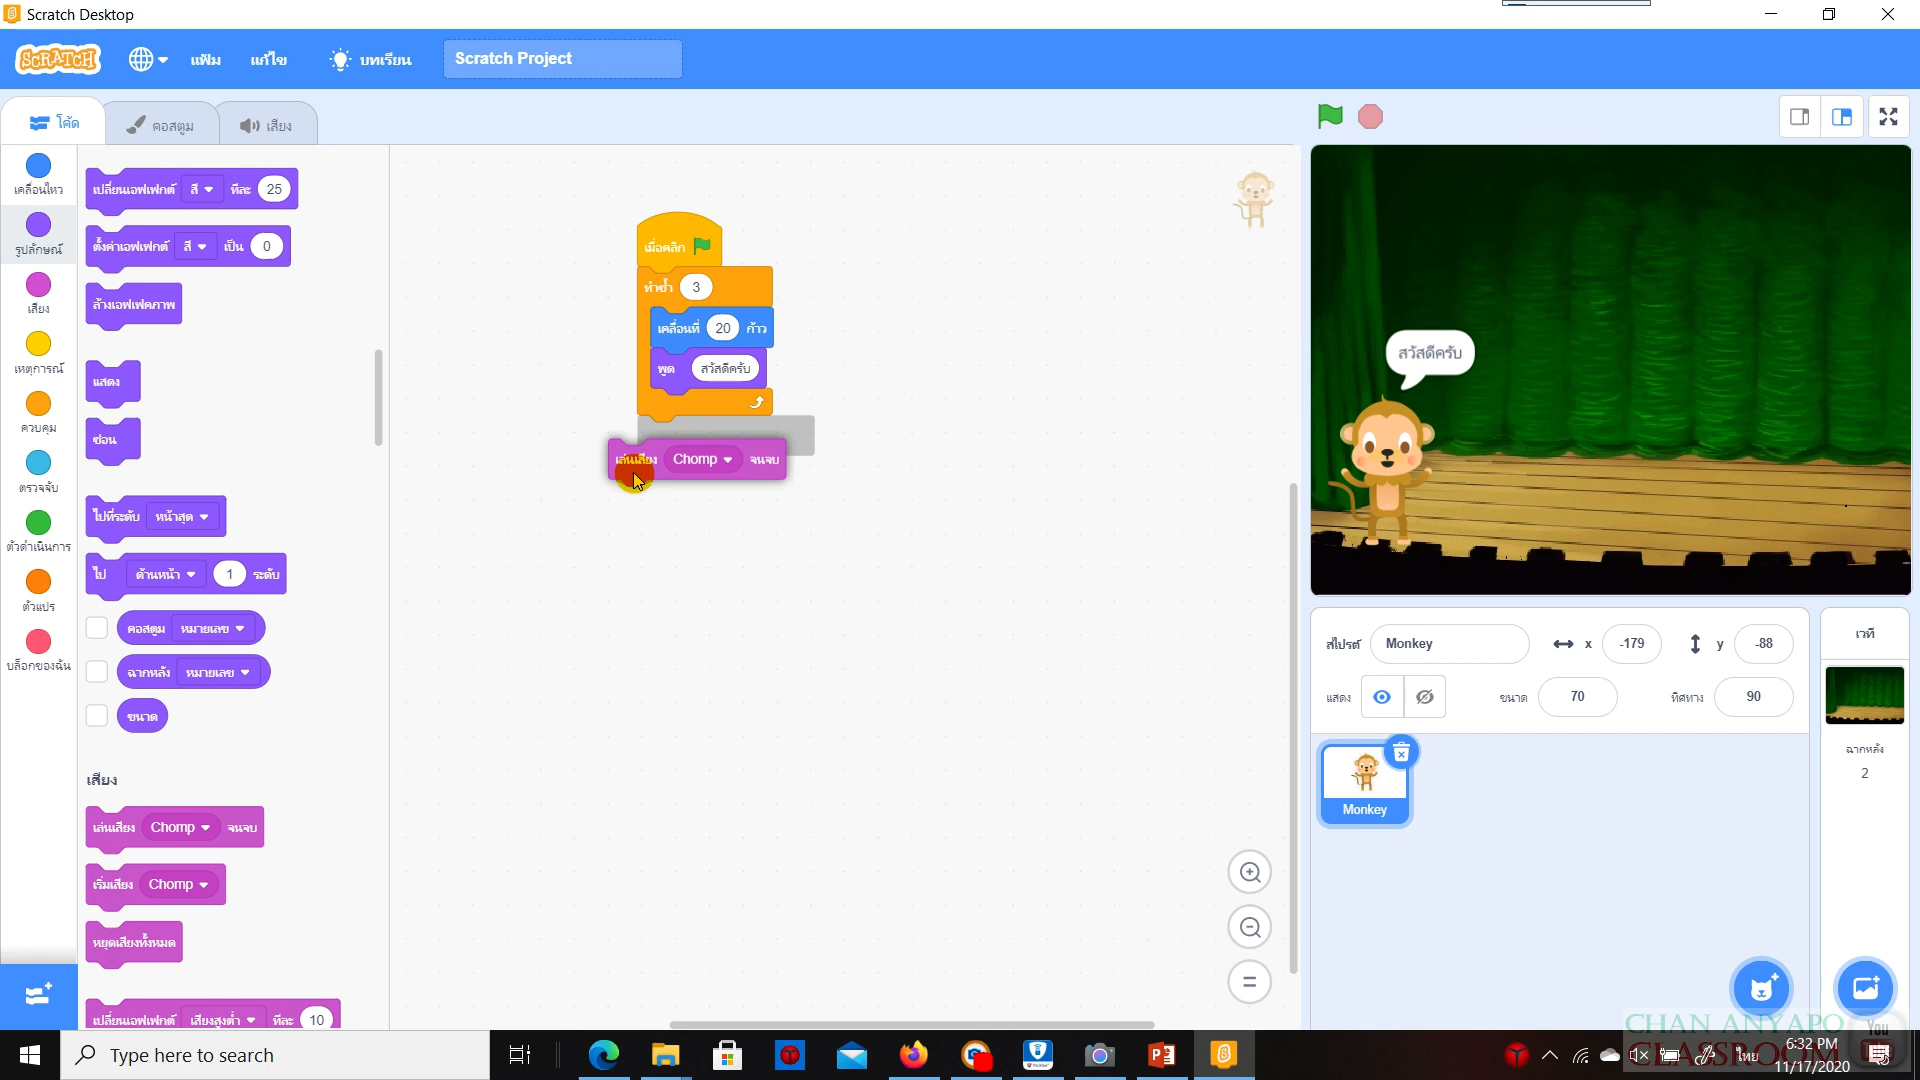 Scratch Desktop
SCRATCH
แฟ้ม
แก้ไข
บทเรียน
Scratch Project
โค้ด
คอสตูม
เสียง
เคลื่อนไหว
รูปลักษณ์
เสียง
เหตุการณ์
ควบคุม
ตรวจจับ
ตัวดำเนินการ
ตัวแปร
บล็อกของฉัน
เปลี่ยนเอฟเฟกต์ สี ทีละ 25
ตั้งค่าเอฟเฟกต์ สี เป็น 0
ล้างเอฟเฟคภาพ
แสดง
ซ่อน
ไปที่ระดับ หน้าสุด
ไป ด้านหน้า 1 ระดับ
คอสตูม หมายเลข
ฉากหลัง หมายเลข
ขนาด
เสียง
เล่นเสียง Chomp จนจบ
เริ่มเสียง Chomp
หยุดเสียงทั้งหมด
เปลี่ยนเอฟเฟกต์ เสียงสูงต่ำ ทีละ 10
เมื่อคลิก
ทำซ้ำ 3
เคลื่อนที่ 20 ก้าว
พูด สวัสดีครับ
เล่นเสียง Chomp จนจบ
สวัสดีครับ
สไปรต์ Monkey x -179 y -88
แสดง ขนาด 70 ทิศทาง 90
Monkey
เวที
ฉากหลัง
2
CHAN ANYAPO
CLASSROOM
You
Type here to search
ไทย
6:32 PM
11/17/2020